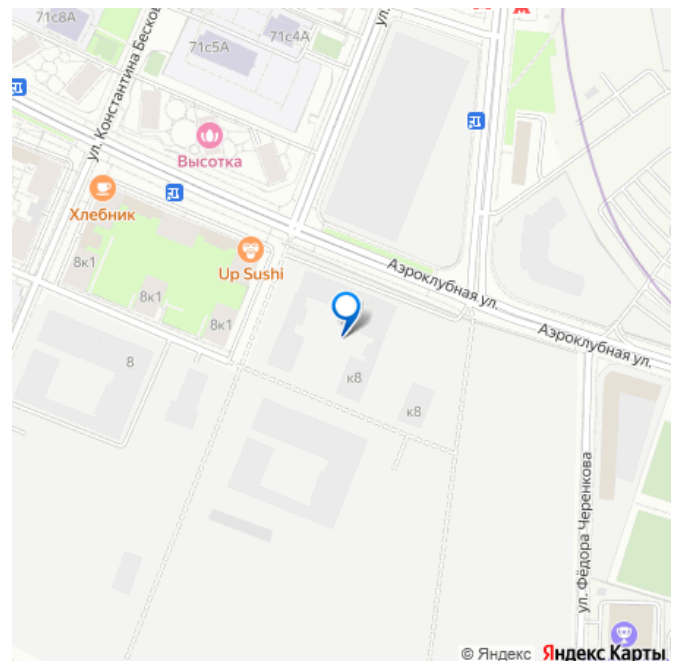 71с8А
71с4А
71с5А
ул.
М
ул. Константина Бесков
Высотка
Хлебник
Up Sushi
8к1
8к1
8к1
8
Аэроклубная ул.
Аэроклубная ул.
к8
к8
ул. Фёдора Черенкова
© Яндекс Яндекс Карты